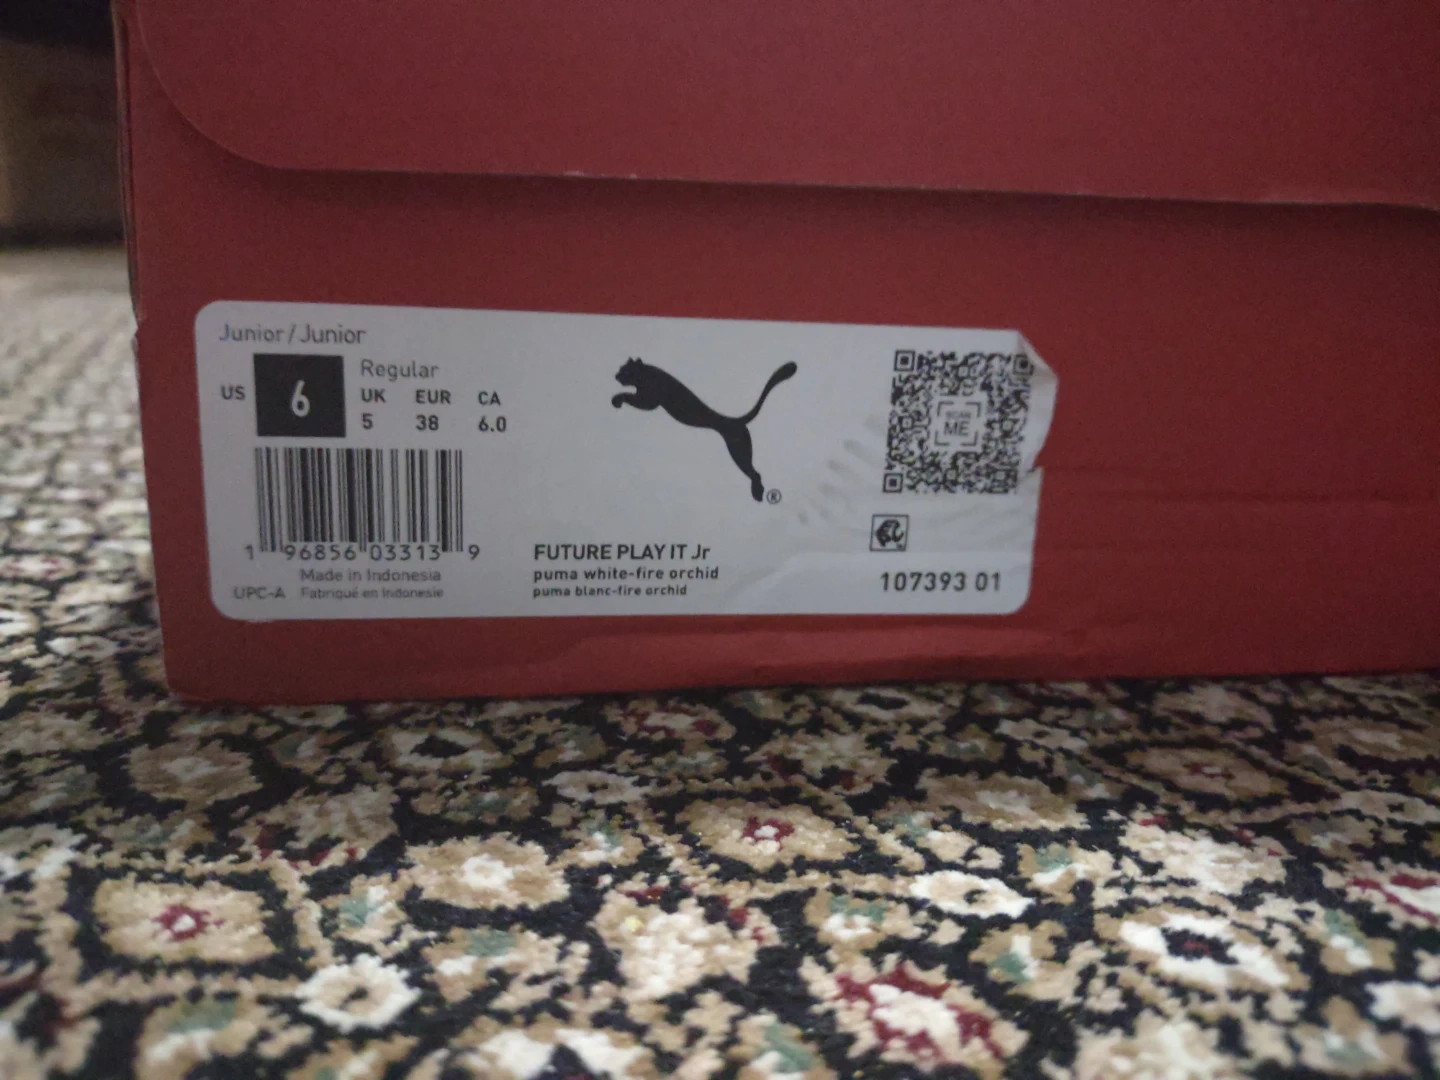 Junior / Junior
US 6 Regular
UK EUR CA
5 38 6.0
1 96856 03313 9
Made in Indonesia
UPC-A Fabriqué en Indonesie
®
FUTURE PLAY IT Jr
puma white-fire orchid
puma blanc-fire orchid
SCAN
ME
107393 01